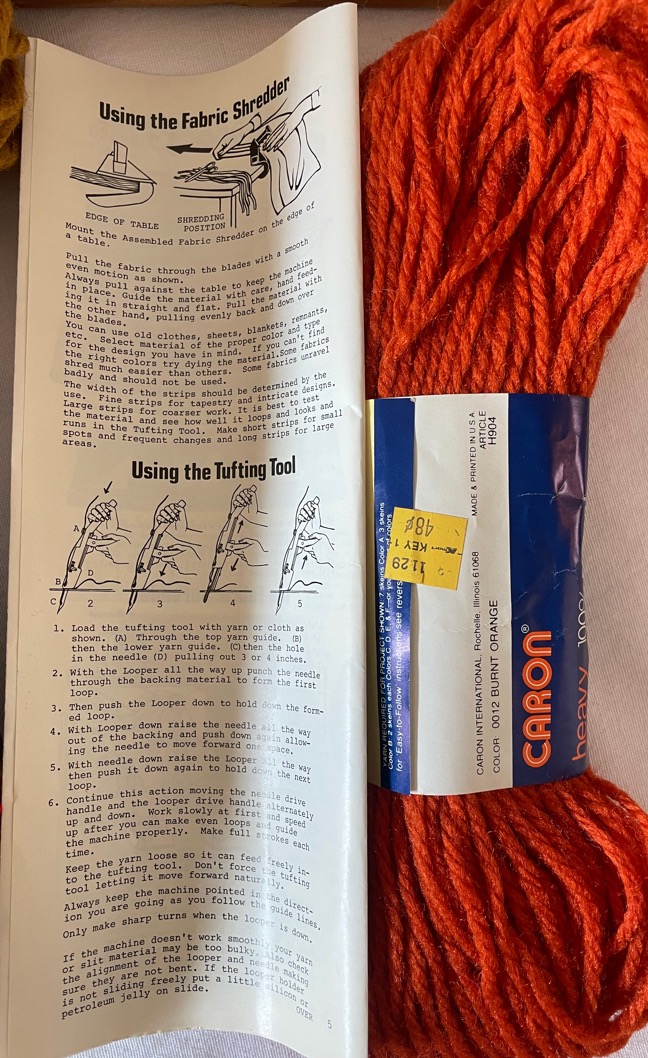 Using the Fabric Shredder
EDGE OF TABLE
SHREDDING
POSITION
Mount the Assembled Fabric Shredder on the edge of
a table.
Pull the fabric through the blades with a smooth
even motion as shown.
Always pull against the table to keep the machine
in place. Guide the material with care, hand feed-
ing it in straight and flat. Pull the material with
the other hand, pulling evenly back and down over
the blades.
You can use old clothes, sheets, blankets, remnants,
etc. Select material of the proper color and type
for the design you have in mind. If you can't find
the right colors try dying the material.Some fabrics
shred much easier than others. Some fabrics unravel
badly and should not be used.
The width of the strips should be determined by the
use. Fine strips for tapestry and intricate designs.
Large strips for coarser work. It is best to test
the material and see how well it loops and looks and
runs in the Tufting Tool. Make short strips for small
spots and frequent changes and long strips for large
areas.
Using the Tufting Tool
A
B
C
D
2
3
4
5
1. Load the tufting tool with yarn or cloth as
shown. (A) Through the top yarn guide. (B)
then the lower yarn guide. (C)then the hole
in the needle (D) pulling out 3 or 4 inches.
2. With the Looper all the way up punch the needle
through the backing material to form the first
loop.
3. Then push the Looper down to hold down the form-
ed loop.
4. With Looper down raise the needle all the way
out of the backing and push down again allow-
ing the needle to move forward one space.
5. With needle down raise the Looper all the way
then push it down again to hold down the next
loop.
6. Continue this action moving the needle drive
handle and the looper drive handle alternately
up and down. Work slowly at first and speed
up after you can make even loops and guide
the machine properly. Make full strokes each
time.
Keep the yarn loose so it can feed freely in-
to the tufting tool. Don't force the tufting
tool letting it move forward naturally.
Always keep the machine pointed in the direct-
ion you are going as you follow the guide lines.
Only make sharp turns when the looper is down.
If the machine doesn't work smoothly your yarn
or slit material may be too bulky. Also check
the alignment of the looper and needle making
sure they are not bent. If the looper holder
is not sliding freely put a little silicon or
petroleum jelly on slide.
OVER
5
YARN REQUIRED FOR PROJECT SHOWN: 7 skeins Color A, 3 skeins
Color B, 2 skeins each Colors C, D, E & F—or your colors.
for 'Easy-to-Follow' instructions see revers
1129
KEY 1
48¢
MADE & PRINTED IN U S A
ARTICLE
H904
CARON INTERNATIONAL Rochelle, Illinois 61068
COLOR 0012 BURNT ORANGE
CARON®
heavy 100%